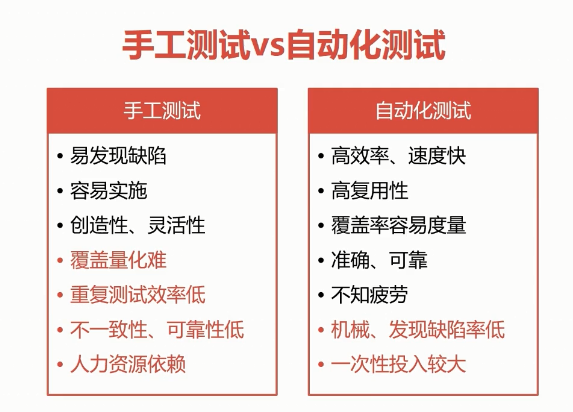 手工测试vs自动化测试
手工测试
• 易发现缺陷
• 容易实施
• 创造性、灵活性
• 覆盖量化难
• 重复测试效率低
• 不一致性、可靠性低
• 人力资源依赖
自动化测试
• 高效率、速度快
• 高复用性
• 覆盖率容易度量
• 准确、可靠
• 不知疲劳
• 机械、发现缺陷率低
• 一次性投入较大